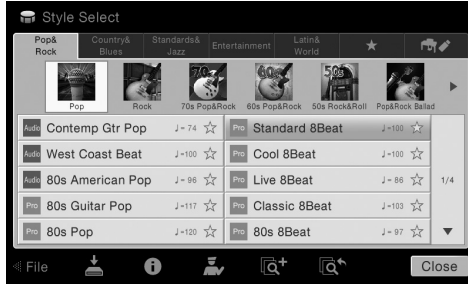 Style Select
Pop& Rock
Country& Blues
Standards& Jazz
Entertainment
Latin& World
Pop
Rock
70s
70s Pop&Rock
60s
60s Pop&Rock
50s
50s Rock&Roll
Pop&Rock Ballad
Audio Contemp Gtr Pop ♩= 74 ☆
Pro Standard 8Beat ♩=100 ☆
Audio West Coast Beat ♩=100 ☆
Pro Cool 8Beat ♩=100 ☆
Audio 80s American Pop ♩= 96 ☆
Pro Live 8Beat ♩= 86 ☆
1/4
Pro 80s Guitar Pop ♩=117 ☆
Pro Classic 8Beat ♩=103 ☆
Pro 80s Pop ♩=120 ☆
Pro 80s 8Beat ♩= 97 ☆
File
Close